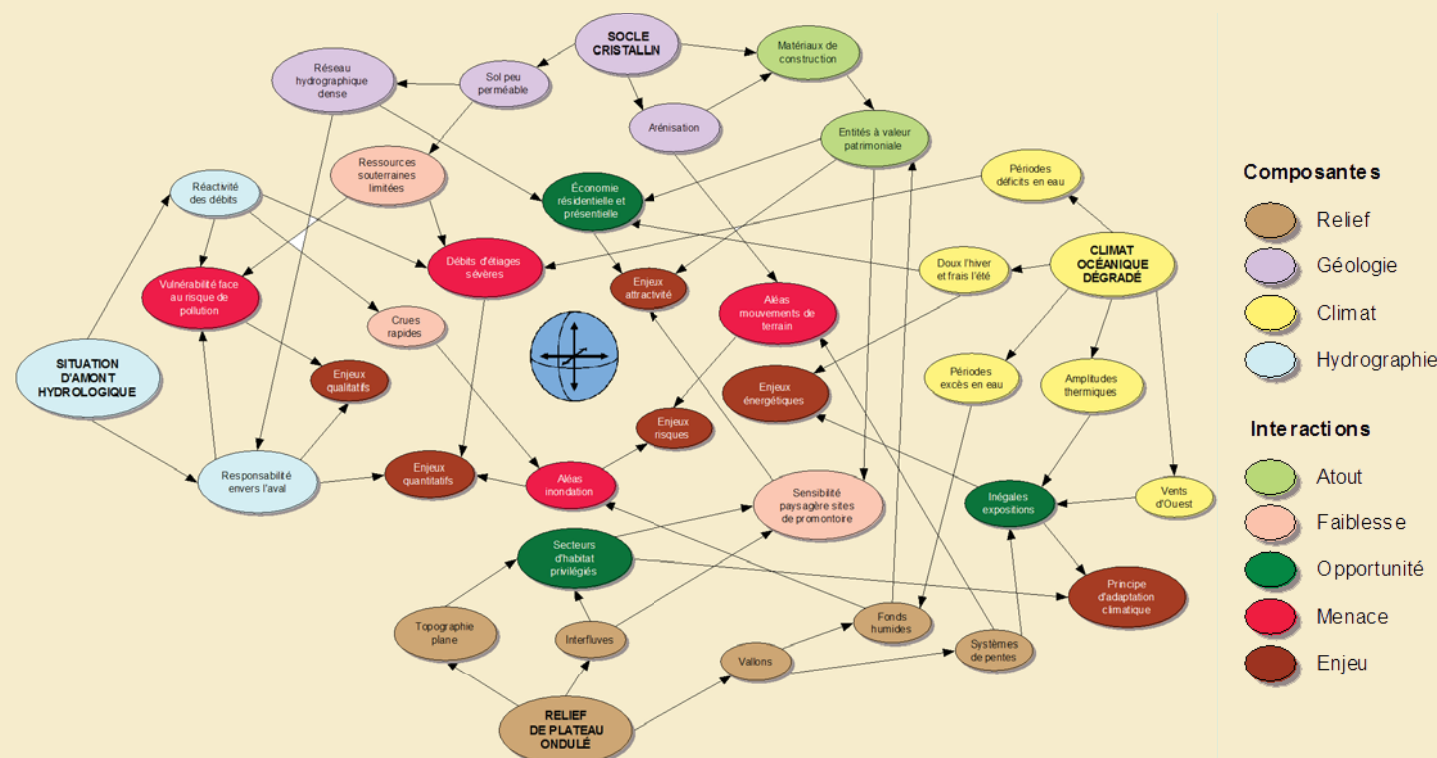 SOCLE
CRISTALLIN
Matériaux de
construction
Réseau
hydrographique
dense
Sol peu
perméable
Arénisation
Entités à valeur
patrimoniale
Ressources
souterraines
limitées
Réactivité
des débits
Économie
résidentielle et
présentielle
Périodes
déficits en eau
CLIMAT
OCÉANIQUE
DÉGRADÉ
Débits d'étiages
sévères
Doux l'hiver
et frais l'été
Vulnérabilité face
au risque de
pollution
Enjeux
attractivité
Aléas
mouvements de
terrain
Crues
rapides
SITUATION
D'AMONT
HYDROLOGIQUE
Enjeux
qualitatifs
Enjeux
énergétiques
Périodes
excès en eau
Amplitudes
thermiques
Enjeux
risques
Responsabilité
envers l'aval
Enjeux
quantitatifs
Aléas
inondation
Sensibilité
paysagère sites
de promontoire
Inégales
expositions
Vents
d'Ouest
Secteurs
d'habitat
privilégiés
Principe
d'adaptation
climatique
Topographie
plane
Interfluves
Fonds
humides
Vallons
Systèmes
de pentes
RELIEF
DE PLATEAU
ONDULÉ
Composantes
Relief
Géologie
Climat
Hydrographie
Interactions
Atout
Faiblesse
Opportunité
Menace
Enjeu